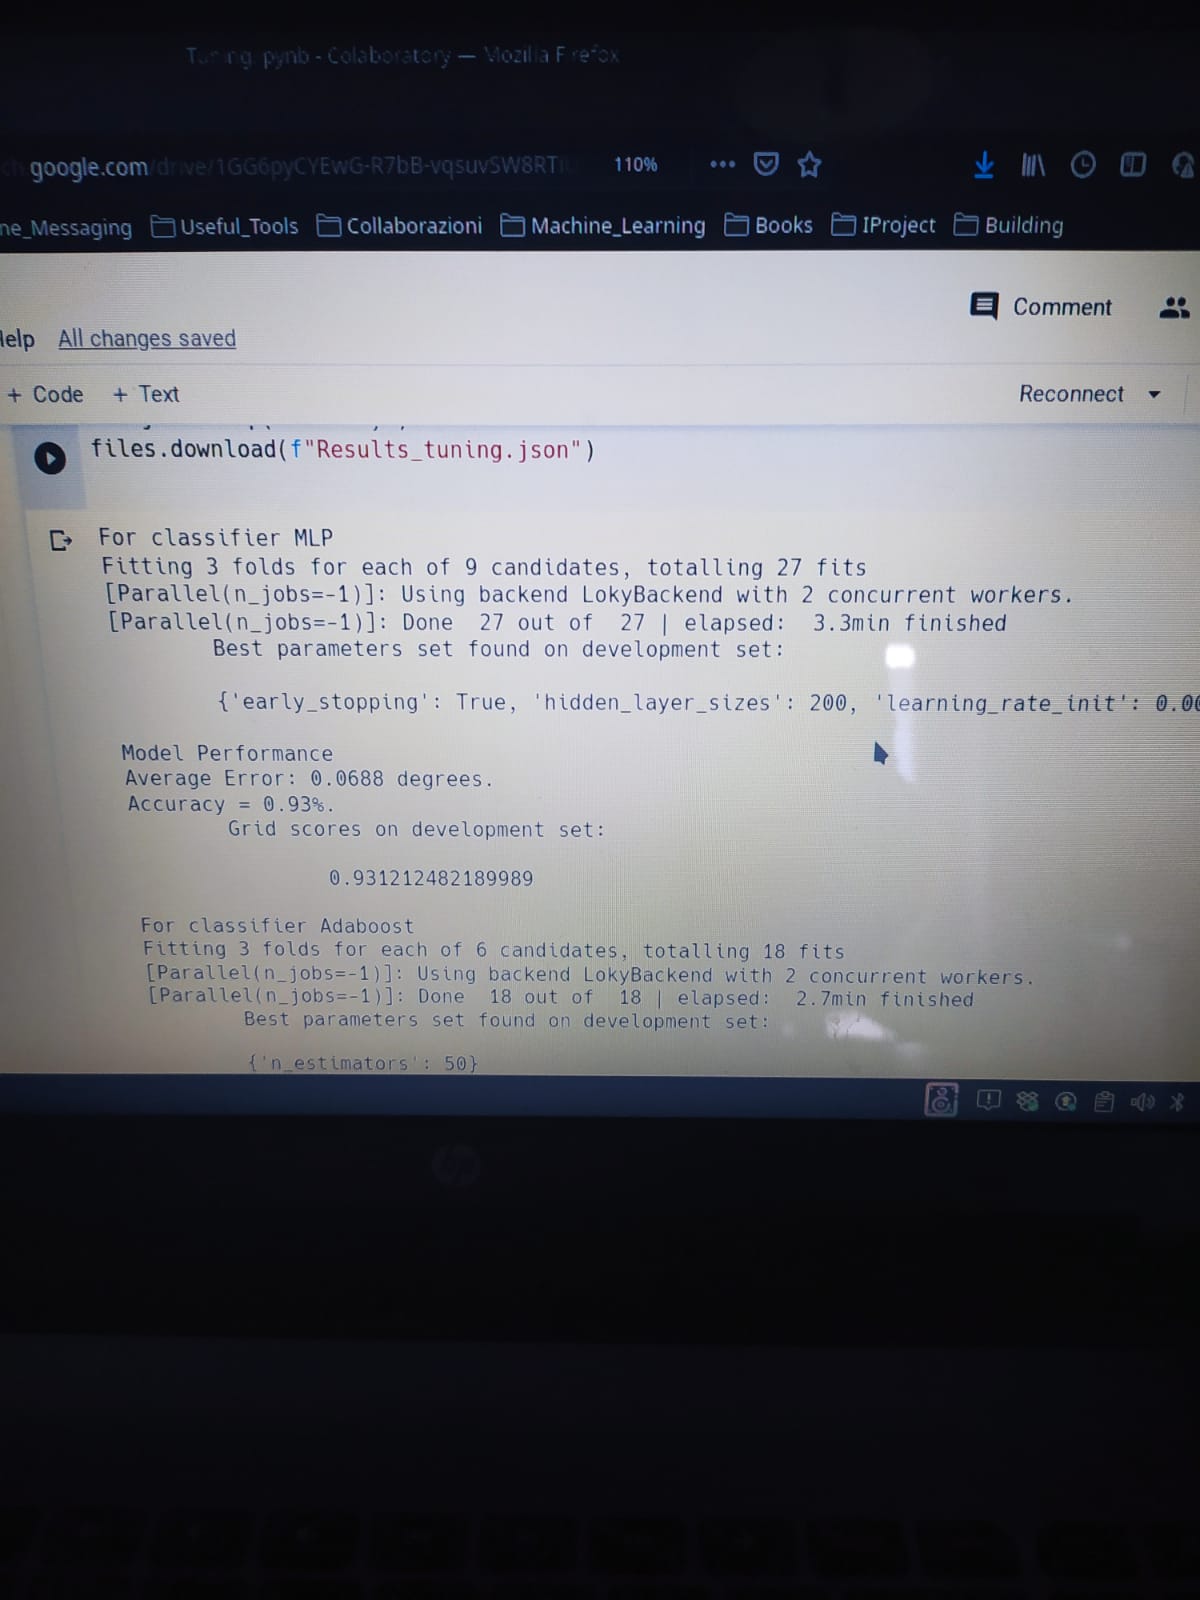 Tuning.ipynb - Colaboratory — Mozilla Firefox
google.com/drive/1GG6pyCYEwG-R7bB-vqsuvSW8RTi 110%
ne_Messaging Useful_Tools Collaborazioni Machine_Learning Books IProject Building
Comment
Help All changes saved
+ Code + Text Reconnect
files.download(f"Results_tuning.json")
For classifier MLP
Fitting 3 folds for each of 9 candidates, totalling 27 fits
[Parallel(n_jobs=-1)]: Using backend LokyBackend with 2 concurrent workers.
[Parallel(n_jobs=-1)]: Done 27 out of 27 | elapsed: 3.3min finished
Best parameters set found on development set:
{'early_stopping': True, 'hidden_layer_sizes': 200, 'learning_rate_init': 0.00
Model Performance
Average Error: 0.0688 degrees.
Accuracy = 0.93%.
Grid scores on development set:
0.931212482189989
For classifier Adaboost
Fitting 3 folds for each of 6 candidates, totalling 18 fits
[Parallel(n_jobs=-1)]: Using backend LokyBackend with 2 concurrent workers.
[Parallel(n_jobs=-1)]: Done 18 out of 18 | elapsed: 2.7min finished
Best parameters set found on development set:
{'n_estimators': 50}
hp